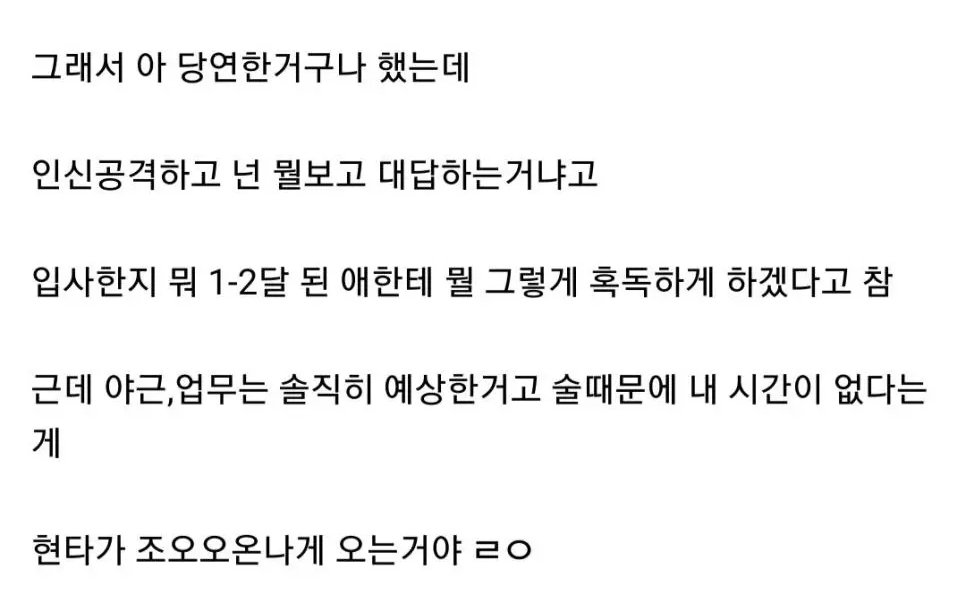 그래서 아 당연한거구나 했는데
인신공격하고 넌 뭘보고 대답하는거냐고
입사한지 뭐 1-2달 된 애한테 뭘 그렇게 혹독하게 하겠다고 참
근데 야근,업무는 솔직히 예상한거고 술때문에 내 시간이 없다는
게
현타가 조오오온나게 오는거야 ㄹㅇ